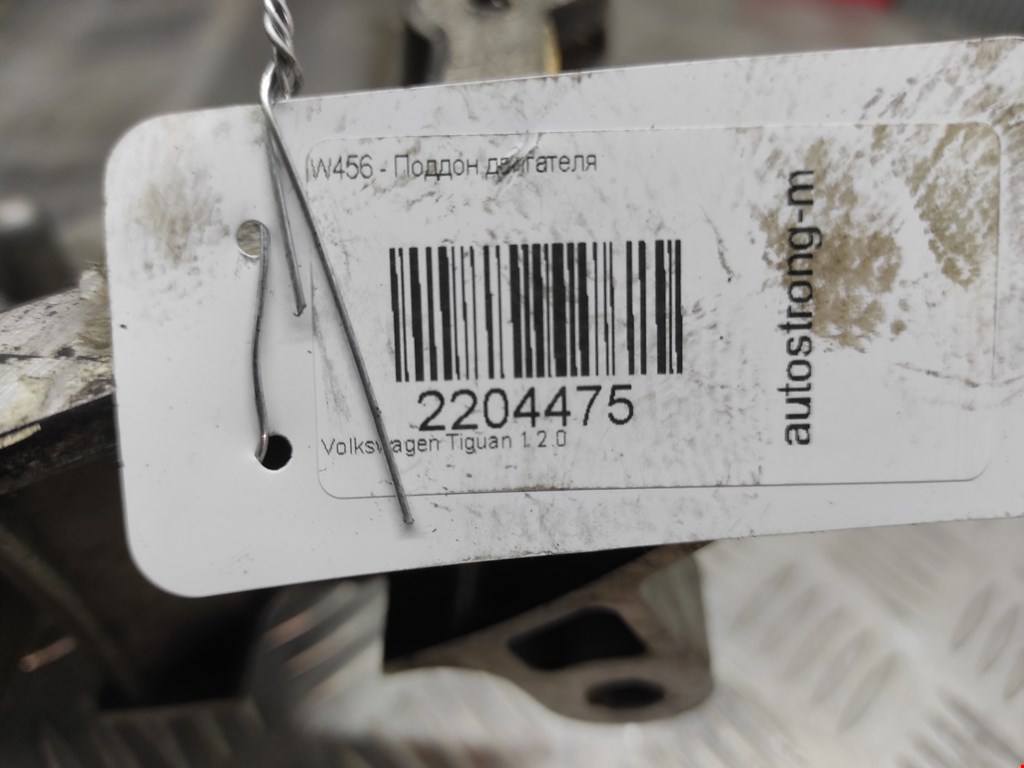 W456 - Поддон двигателя
2204475
Volkswagen Tiguan 1 2.0
autostrong-m